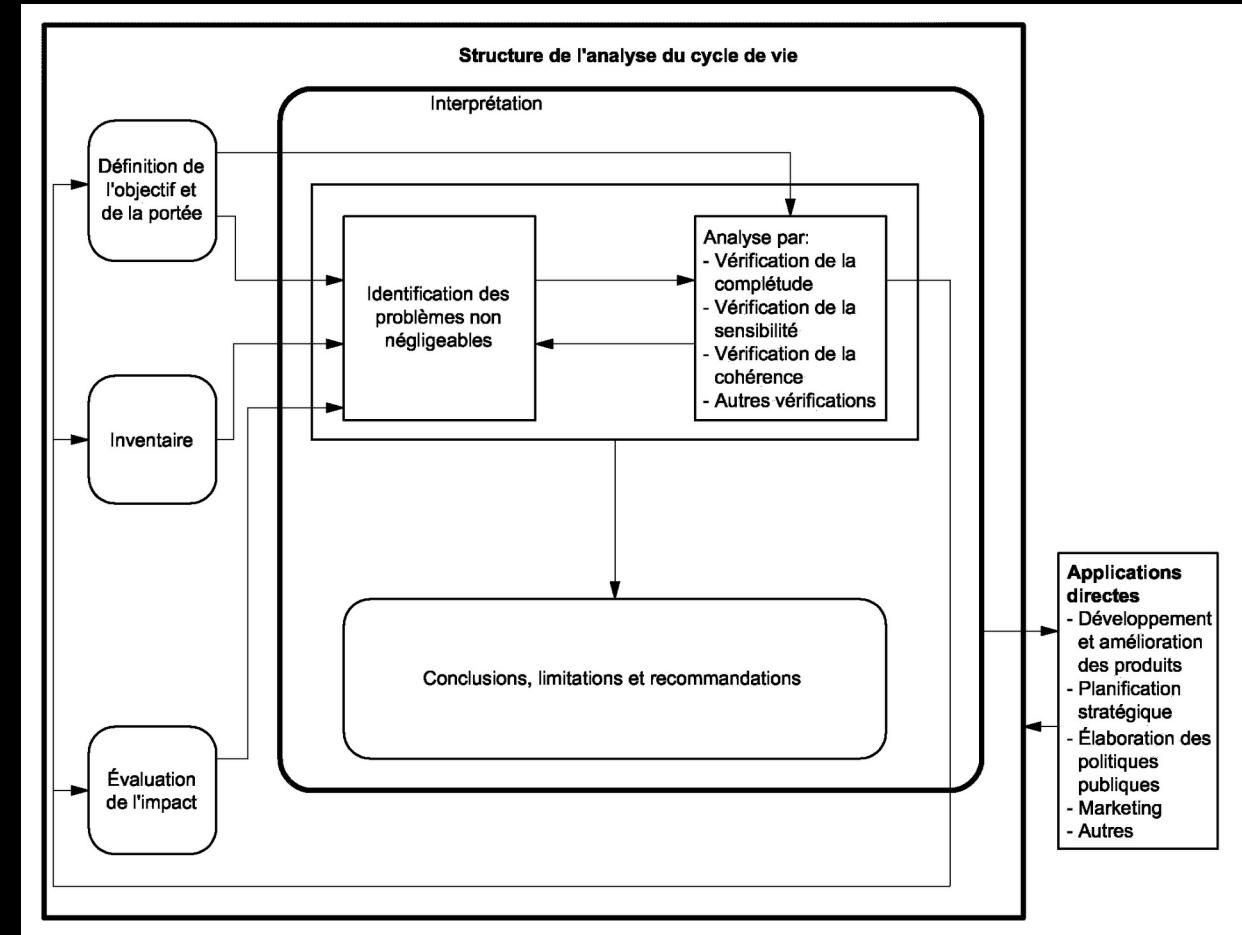 Structure de l'analyse du cycle de vie
Interprétation
Définition de
l'objectif et
de la portée
Identification des
problèmes non
négligeables
Analyse par:
- Vérification de la
complétude
- Vérification de la
sensibilité
- Vérification de la
cohérence
- Autres vérifications
Inventaire
Conclusions, limitations et recommandations
Évaluation
de l'impact
Applications
directes
- Développement
et amélioration
des produits
- Planification
stratégique
- Élaboration des
politiques
publiques
- Marketing
- Autres